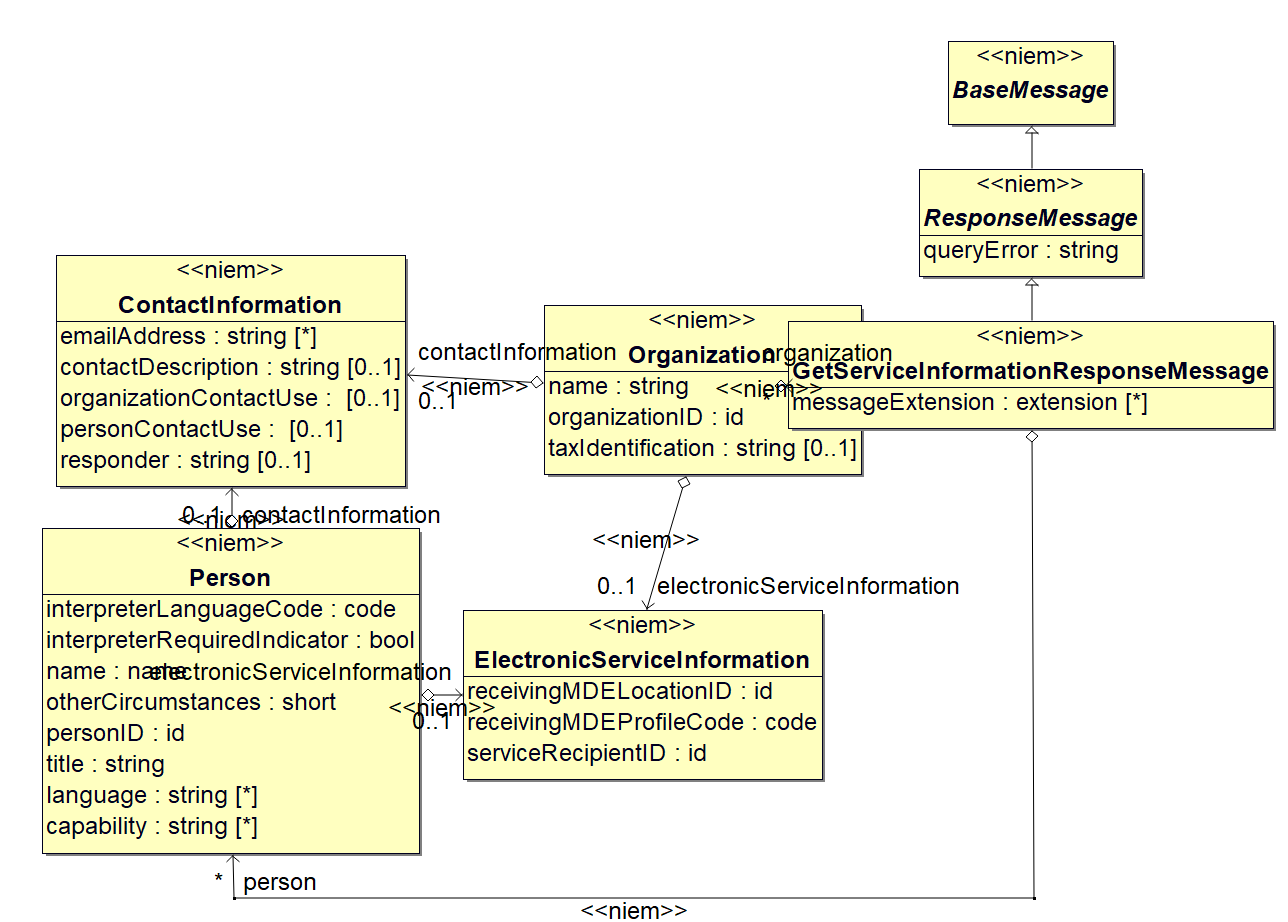 <<niem>>
BaseMessage
<<niem>>
ResponseMessage
queryError : string
<<niem>>
ContactInformation
emailAddress : string [*]
contactDescription : string [0..1]
organizationContactUse :  [0..1]
personContactUse :  [0..1]
responder : string [0..1]
contactInformation
<<niem>>
0..1
<<niem>>
Organization
name : string
organizationID : id
taxIdentification : string [0..1]
organization
<<niem>>
*
<<niem>>
GetServiceInformationResponseMessage
messageExtension : extension [*]
0..1
contactInformation
<<niem>>
<<niem>>
Person
interpreterLanguageCode : code
interpreterRequiredIndicator : bool
name : name
otherCircumstances : short
personID : id
title : string
language : string [*]
capability : string [*]
electronicServiceInformation
<<niem>>
0..1
<<niem>>
0..1
electronicServiceInformation
<<niem>>
ElectronicServiceInformation
receivingMDELocationID : id
receivingMDEProfileCode : code
serviceRecipientID : id
* person
<<niem>>